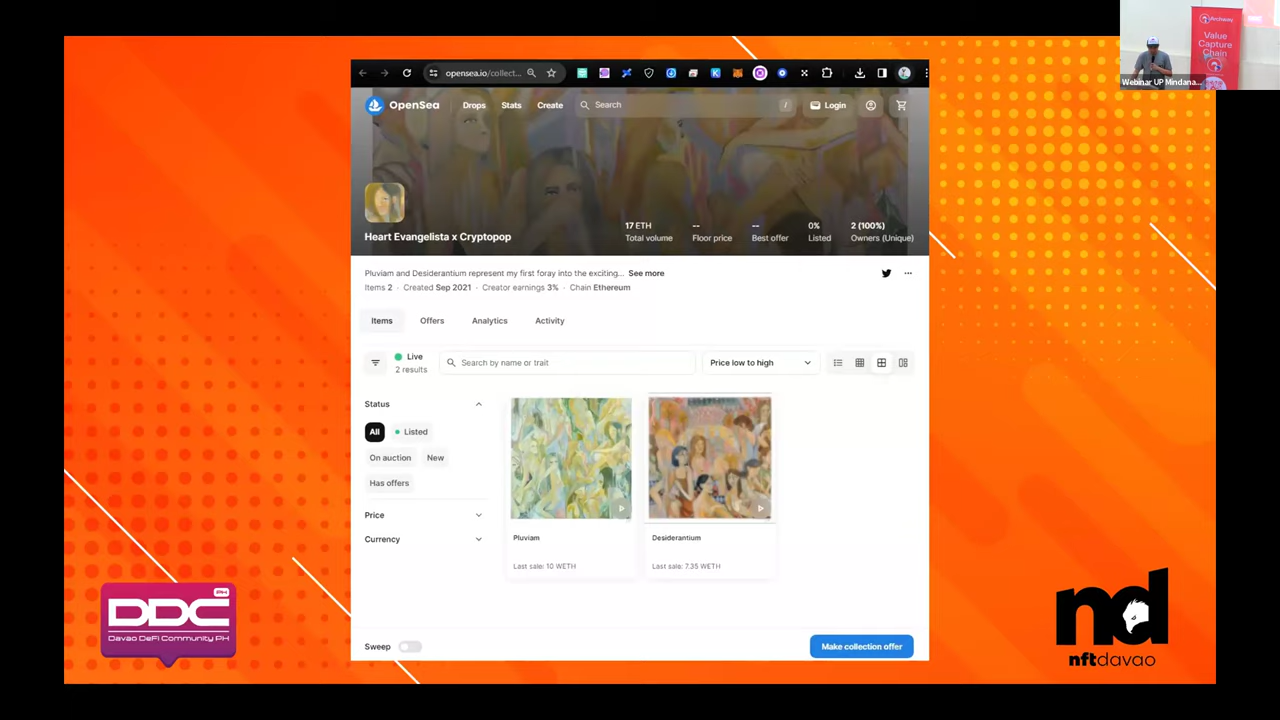 opensea.io/collect...
OpenSea
Drops
Stats
Create
Search
/
Login
Heart Evangelista x Cryptopop
17 ETH
Total volume
--
Floor price
--
Best offer
0%
Listed
2 (100%)
Owners (Unique)
Pluviam and Desiderantium represent my first foray into the exciting... See more
Items 2 · Created Sep 2021 · Creator earnings 3% · Chain Ethereum
Items
Offers
Analytics
Activity
Live
2 results
Search by name or trait
Price low to high
Status
All
Listed
On auction
New
Has offers
Price
Currency
Pluviam
Last sale: 10 WETH
Desiderantium
Last sale: 7.35 WETH
Sweep
Make collection offer
DDC
PH
Davao DeFi Community PH
nd
nftdavao
Archway
Value
Capture
Chain
Webinar UP Mindana...